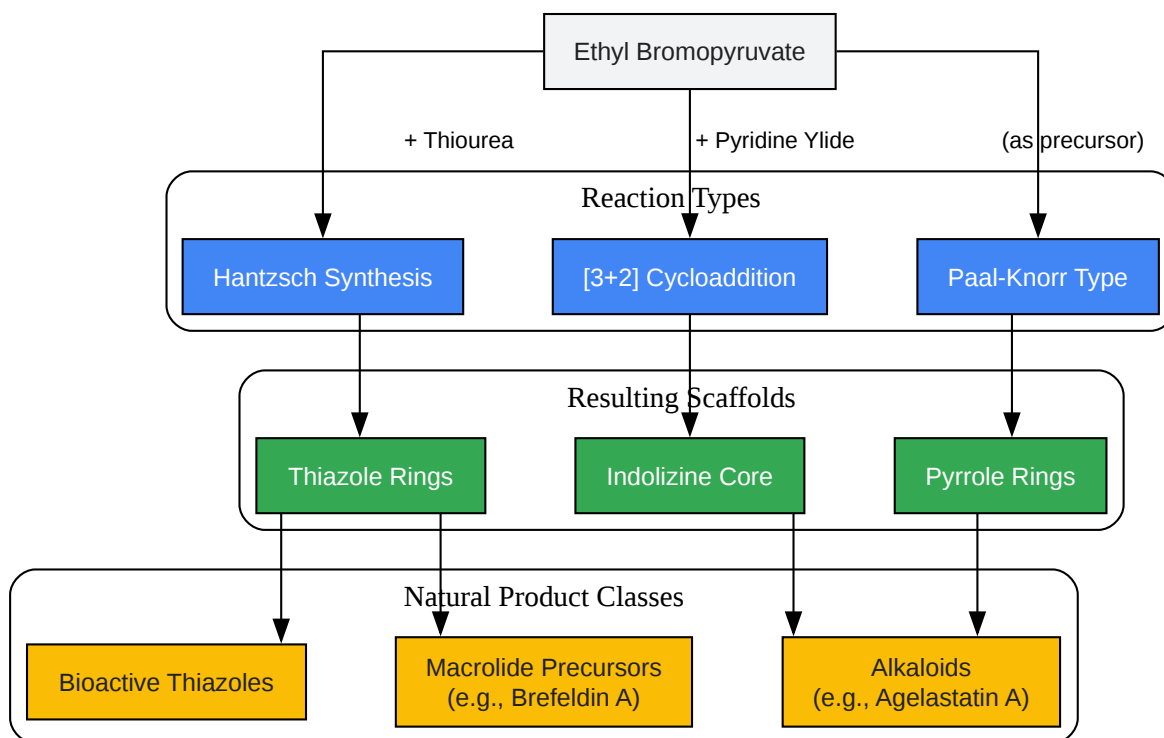 Ethyl Bromopyruvate
+ Thiourea
+ Pyridine Ylide
(as precursor)
Reaction Types
Hantzsch Synthesis
[3+2] Cycloaddition
Paal-Knorr Type
Resulting Scaffolds
Thiazole Rings
Indolizine Core
Pyrrole Rings
Natural Product Classes
Bioactive Thiazoles
Macrolide Precursors
(e.g., Brefeldin A)
Alkaloids
(e.g., Agelastatin A)